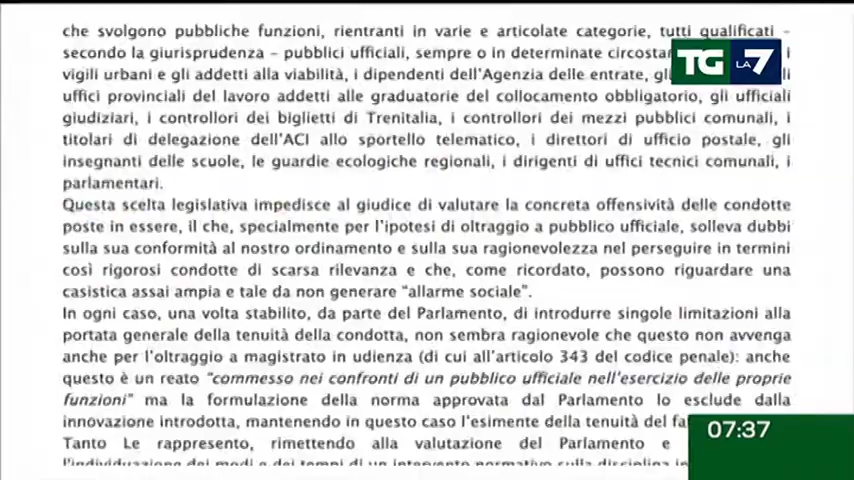 che svolgono pubbliche funzioni, rientranti in varie e articolate categorie, tutti qualificati –
secondo la giurisprudenza – pubblici ufficiali, sempre o in determinate i
vigili urbani e gli addetti alla viabilità, i dipendenti dell'Agenzia delle entrate,
uffici provinciali del lavoro addetti alle graduatorie del collocamento obbligatorio, gli ufficiali
giudiziari, i controllori dei biglietti di Trenitalia, i controllori dei mezzi pubblici comunali, i
titolari di delegazione dell'ACI allo sportello telematico, i direttori di ufficio postale, gli
insegnanti delle scuole, le guardie ecologiche regionali, i dirigenti di uffici tecnici comunali, i
parlamentari.
Questa scelta legislativa impedisce al giudice di valutare la concreta offensività delle condotte
poste in essere, il che, specialmente per l'ipotesi di oltraggio a pubblico ufficiale, solleva dubbi
sulla sua conformità al nostro ordinamento e sulla sua ragionevolezza nel perseguire in termini
così rigorosi condotte di scarsa rilevanza e che, come ricordato, possono riguardare una
casistica assai ampia e tale da non generare "allarme sociale".
In ogni caso, una volta stabilito, da parte del Parlamento, di introdurre singole limitazioni alla
portata generale della tenuità della condotta, non sembra ragionevole che questo non avvenga
anche per l'oltraggio a magistrato in udienza (di cui all'articolo 343 del codice penale): anche
questo è un reato "commesso nei confronti di un pubblico ufficiale nell'esercizio delle proprie
funzioni" ma la formulazione della norma approvata dal Parlamento lo esclude dalla
innovazione introdotta, mantenendo in questo caso l'esimente della tenuità del
Tanto Le rappresento, rimettendo alla valutazione del Parlamento e
l'individuazione dei modi e dei tempi di un intervento normativo sulla disciplina
TG LA7
07:37